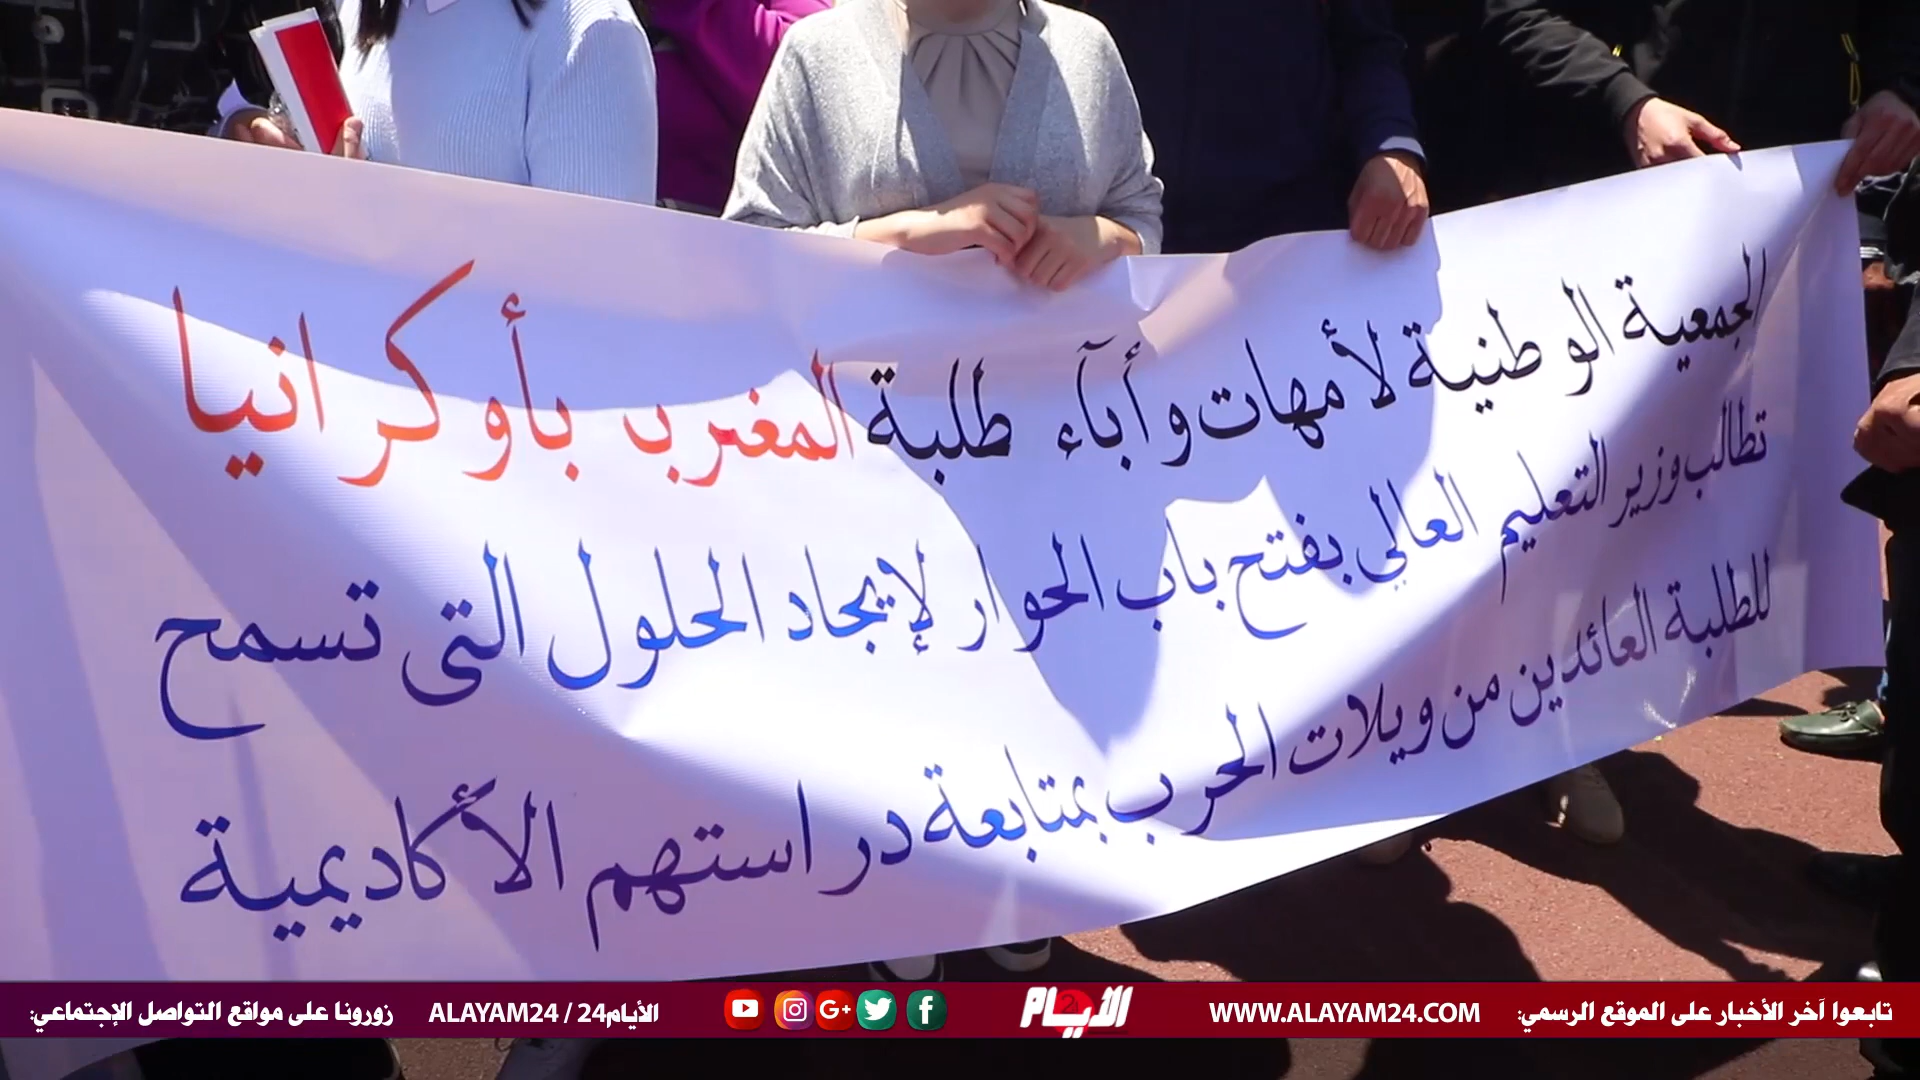 الجمعية الوطنية لأمهات وأبآء طلبة المغرب بأوكرانيا
تطالب وزير التعليم العالي بفتح باب الحوار لإيجاد الحلول التي تسمح
للطلبة العائدين من ويلات الحرب بمتابعة دراستهم الأكاديمية
تابعوا آخر الأخبار على الموقع الرسمي: WWW.ALAYAM24.COM
الأيام 24
الأيام24 / ALAYAM24 زورونا على مواقع التواصل الإجتماعي: